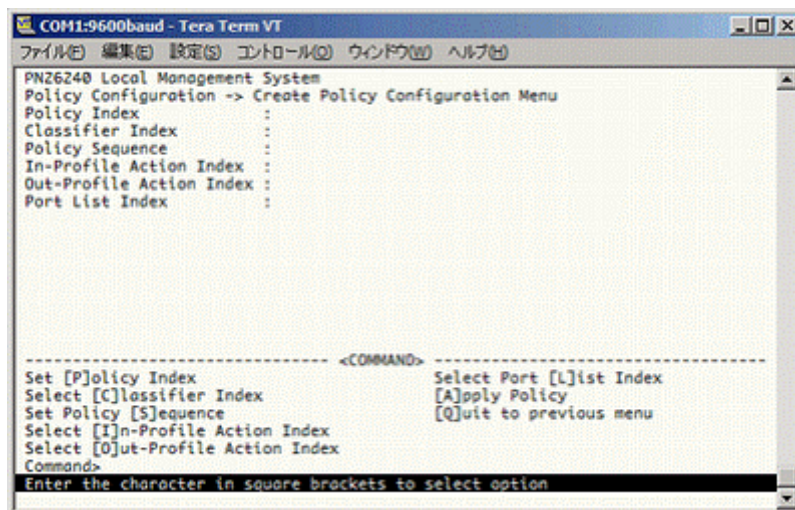 COM1:9600baud - Tera Term VT
ファイル(F) 編集(E) 設定(S) コントロール(O) ウィンドウ(W) ヘルプ(H)
PN26240 Local Management System
Policy Configuration -> Create Policy Configuration Menu
Policy Index :
Classifier Index :
Policy Sequence :
In-Profile Action Index :
Out-Profile Action Index :
Port List Index :
-------------------------------- <COMMAND> -----------------------------------
Set [P]olicy Index Select Port [L]ist Index
Select [C]lassifier Index [A]pply Policy
Set Policy [S]equence [Q]uit to previous menu
Select [I]n-Profile Action Index
Select [O]ut-Profile Action Index
Command>
Enter the character in square brackets to select option